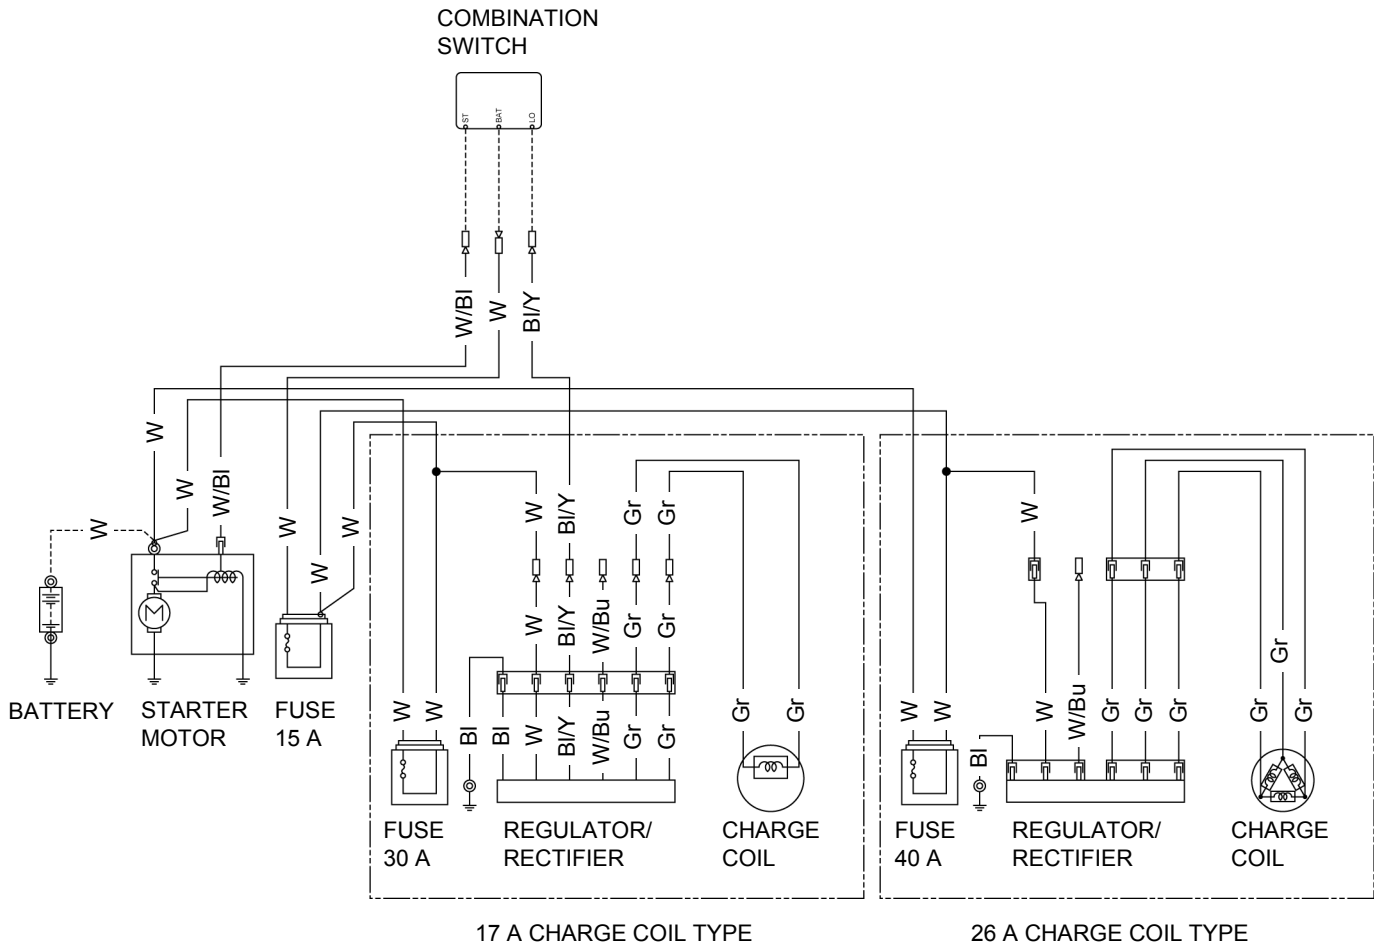 COMBINATION
SWITCH
ST
BAT
LO
W/Bl
W
Bl/Y
W
W
W/Bl
W
W
W
W
BATTERY
STARTER
MOTOR
M
FUSE
15 A
W
Bl/Y
Gr
Gr
W
Bl/Y
W/Bu
Gr
Gr
W
W
Bl
Bl
W
Bl/Y
W/Bu
Gr
Gr
Gr
Gr
FUSE
30 A
REGULATOR/
RECTIFIER
CHARGE
COIL
17 A CHARGE COIL TYPE
W
W
W
Bl
W
W/Bu
Gr
Gr
Gr
Gr
Gr
Gr
FUSE
40 A
REGULATOR/
RECTIFIER
CHARGE
COIL
26 A CHARGE COIL TYPE